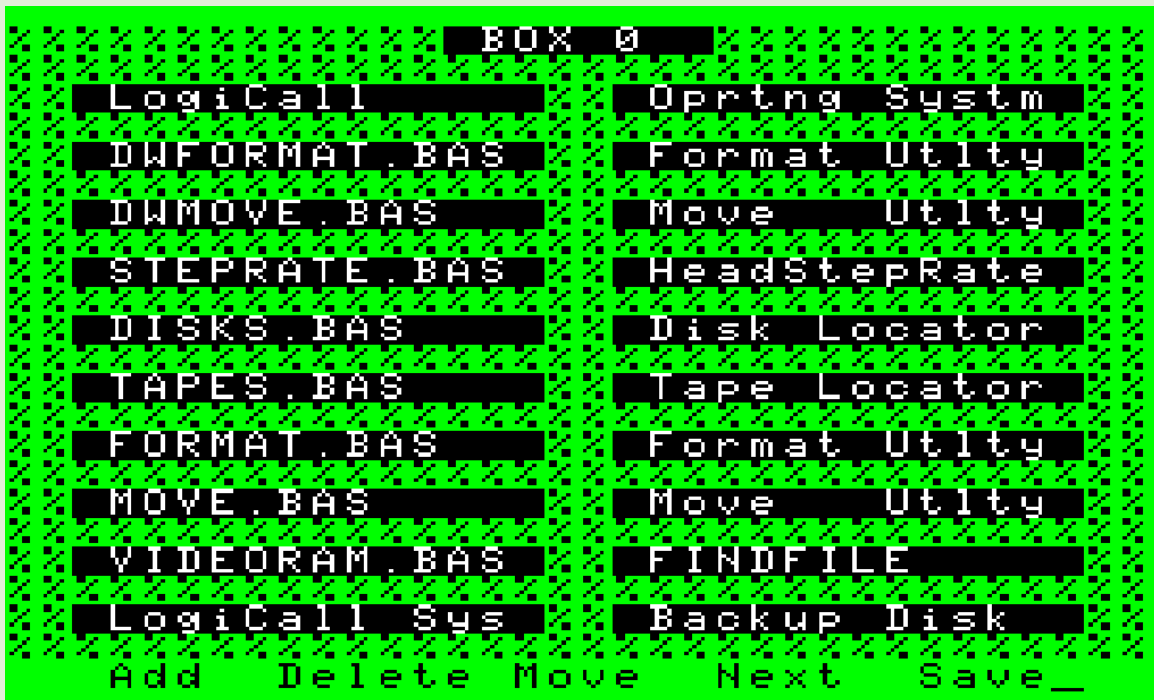 BOX 0
LogiCall Oprtng Systm
DWFORMAT.BAS Format Utlty
DWMOVE.BAS Move Utlty
STEPRATE.BAS HeadStepRate
DISKS.BAS Disk Locator
TAPES.BAS Tape Locator
FORMAT.BAS Format Utlty
MOVE.BAS Move Utlty
VIDEORAM.BAS FINDFILE
LogiCall Sys Backup Disk
Add Delete Move Next Save_